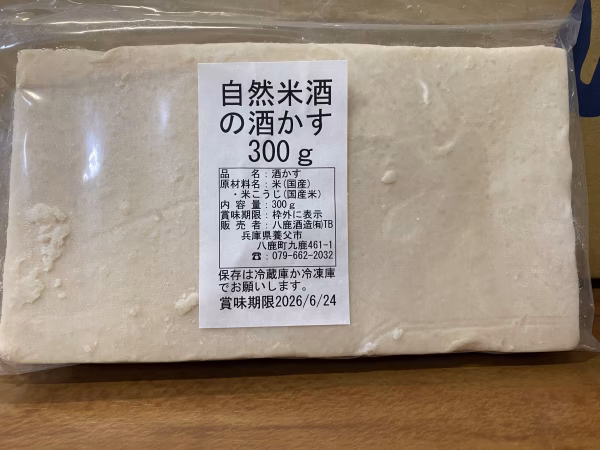 自然米酒
の酒かす
300ｇ
品　　名：酒かす
原材料名：米(国産)
・米こうじ(国産米)
内 容 量：300ｇ
賞味期限：枠外に表示
販 売 者：八鹿酒造㈲TB
兵庫県養父市
八鹿町九鹿461-1
☎：079-662-2032
保存は冷蔵庫か冷凍庫
でお願いします。
賞味期限2026/6/24